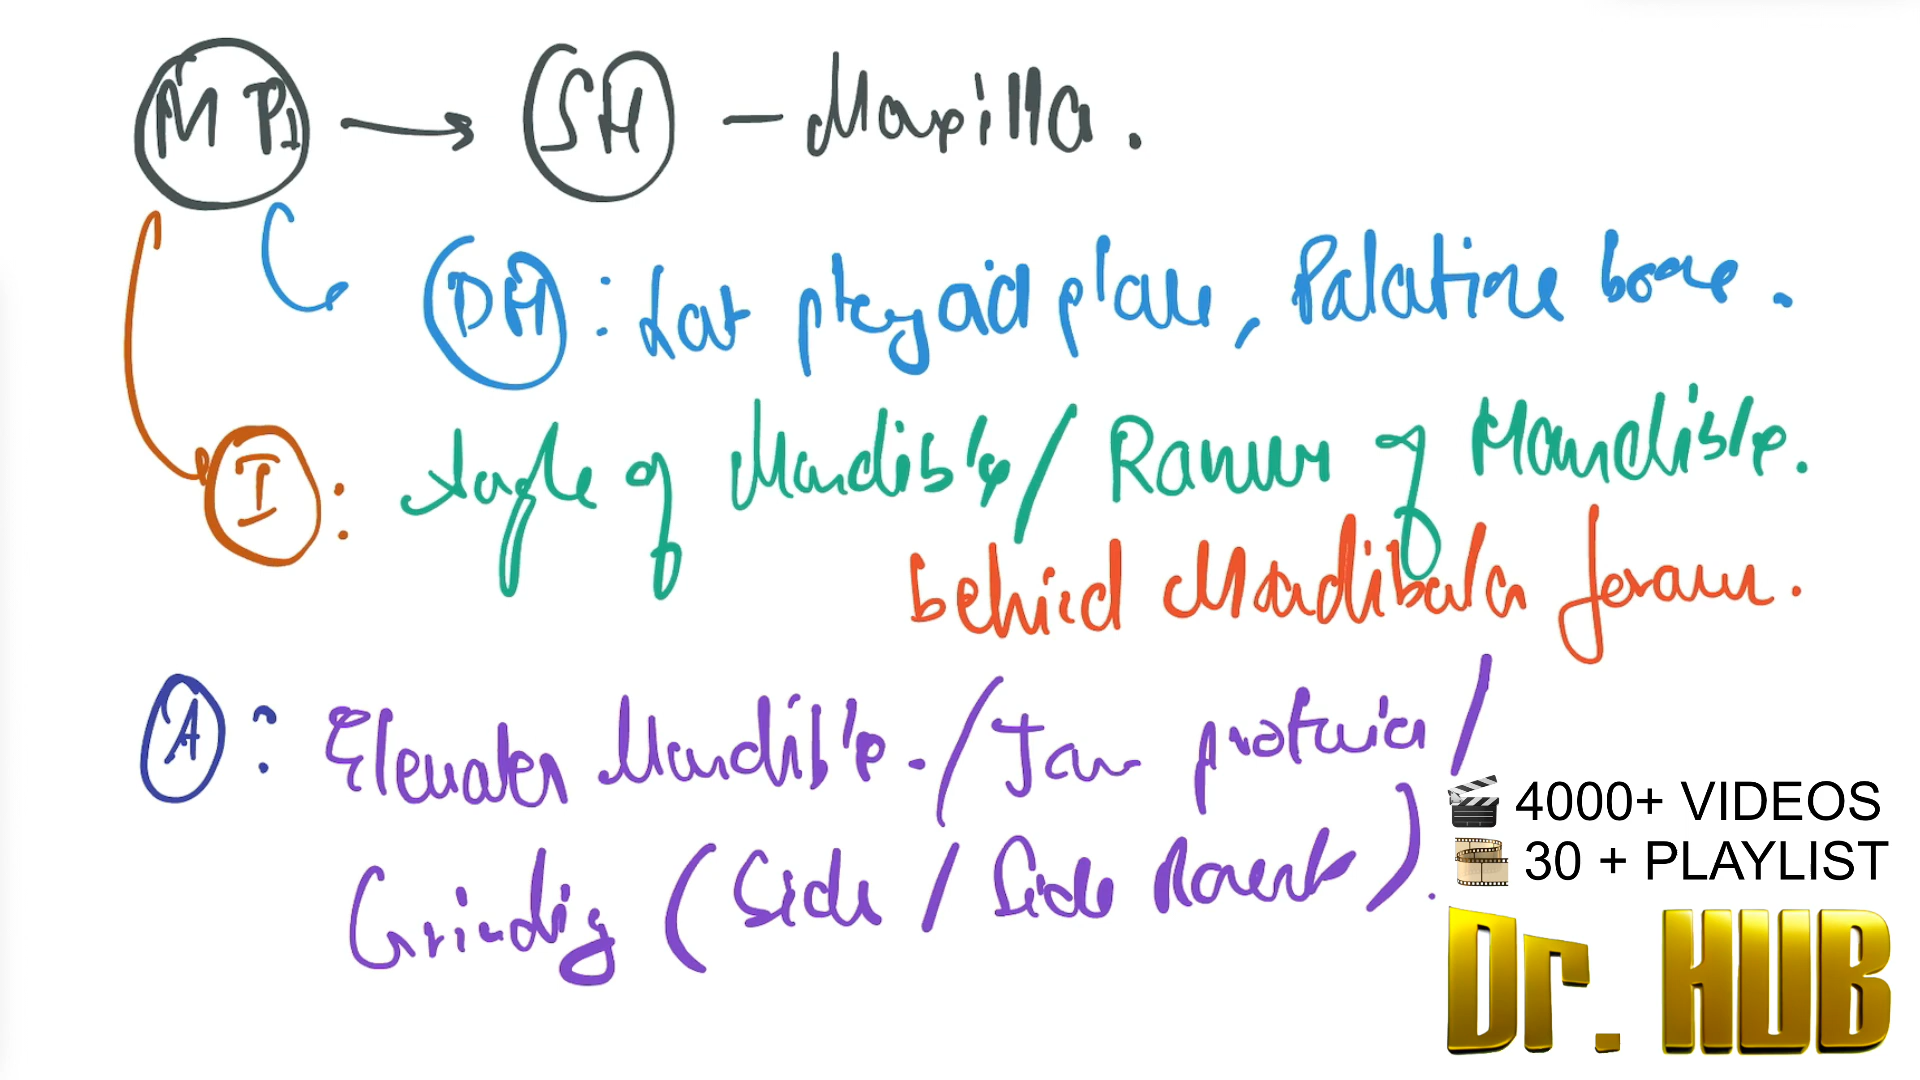 MPt → SH - Maxilla.
DH : Lat pterygoid plate, Palatine bone.
I : Angle of Mandible / Ramus of Mandible.
behind Mandibular foramen.
A : Elevates Mandible. / Jaw protrusion /
Grinding (Side / Side Movement).
4000+ VIDEOS
30 + PLAYLIST
Dr. HUB